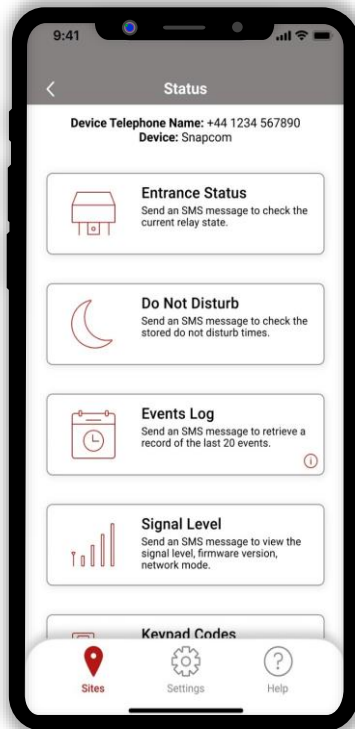 9:41
Status
Device Telephone Name: +44 1234 567890
Device: Snapcom
Entrance Status
Send an SMS message to check the
current relay state.
Do Not Disturb
Send an SMS message to check the
stored do not disturb times.
Events Log
Send an SMS message to retrieve a
record of the last 20 events.
Signal Level
Send an SMS message to view the
signal level, firmware version,
network mode.
Keypad Codes
Sites
Settings
Help